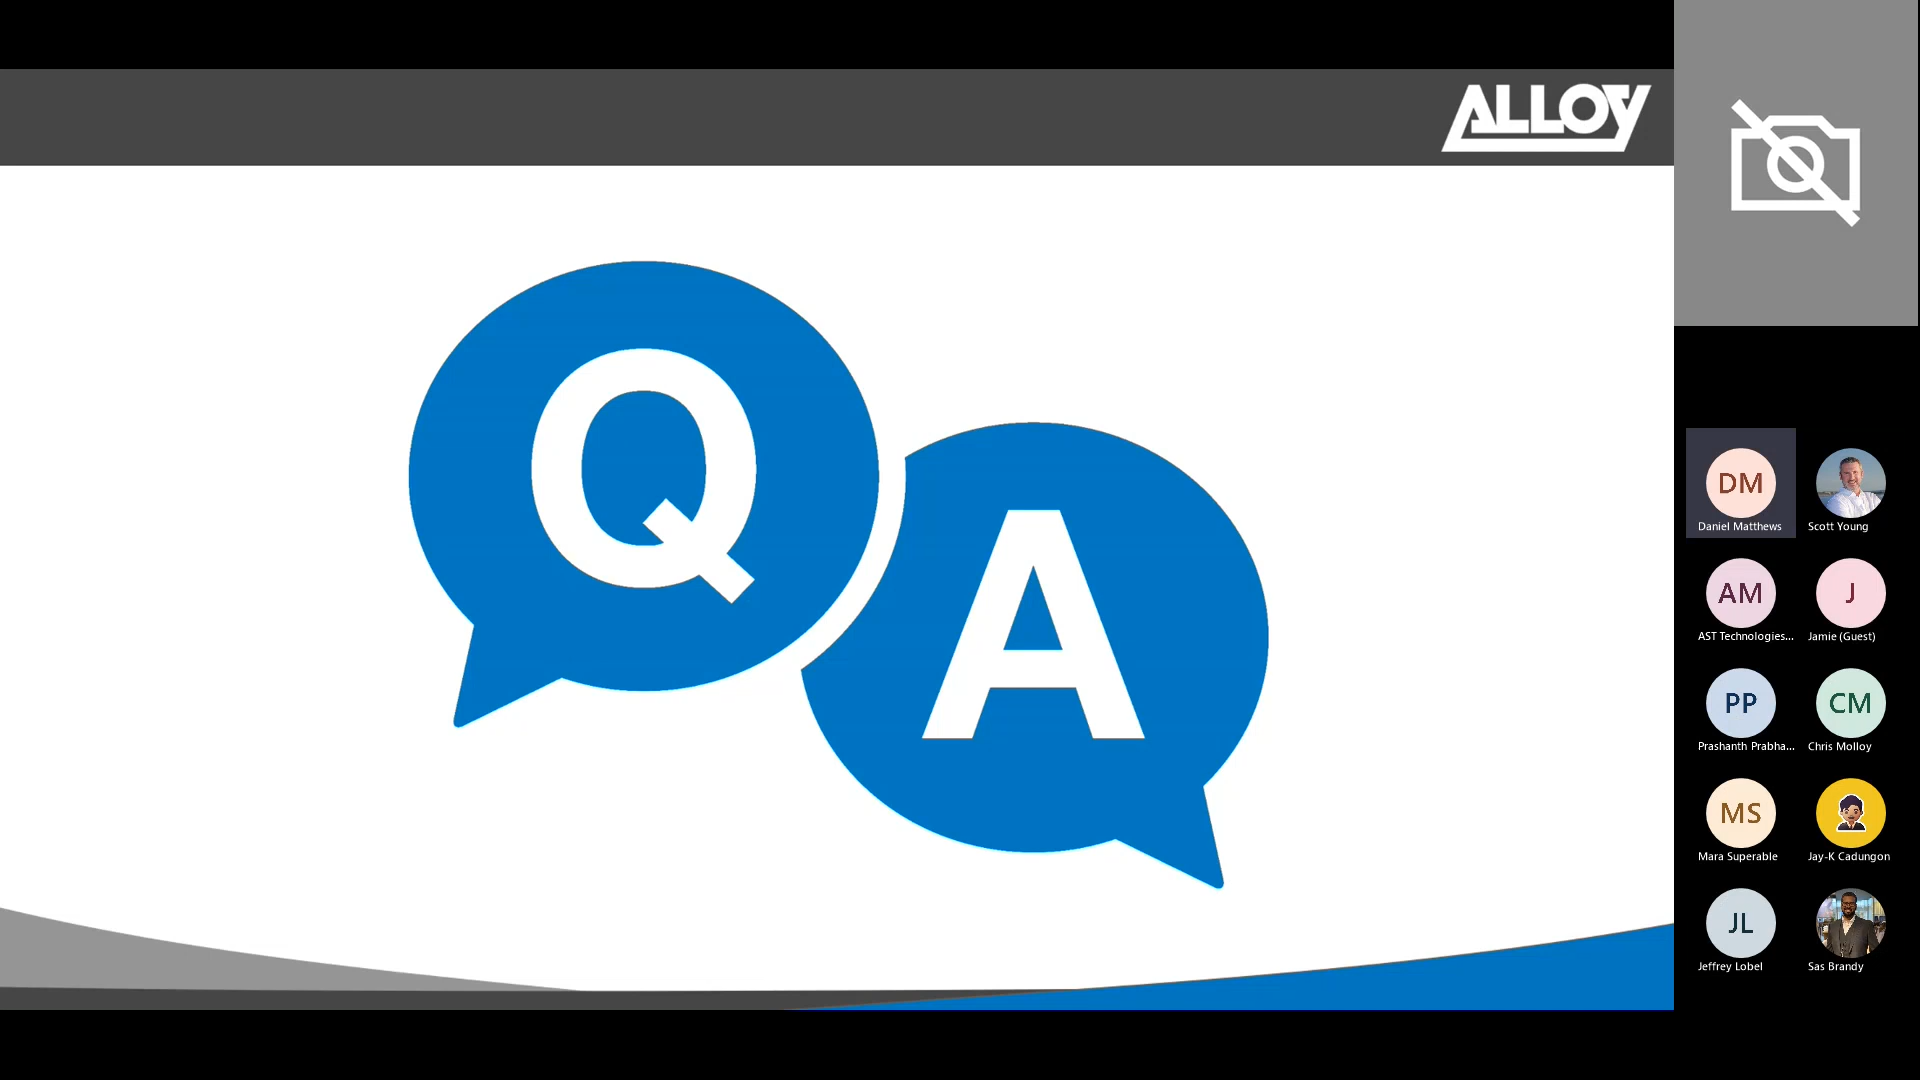 ALLOY
Q
A
DM
Daniel Matthews
Scott Young
AM
AST Technologies...
J
Jamie (Guest)
PP
Prashanth Prabha...
CM
Chris Molloy
MS
Mara Superable
Jay-K Cadungon
JL
Jeffrey Lobel
Sas Brandy